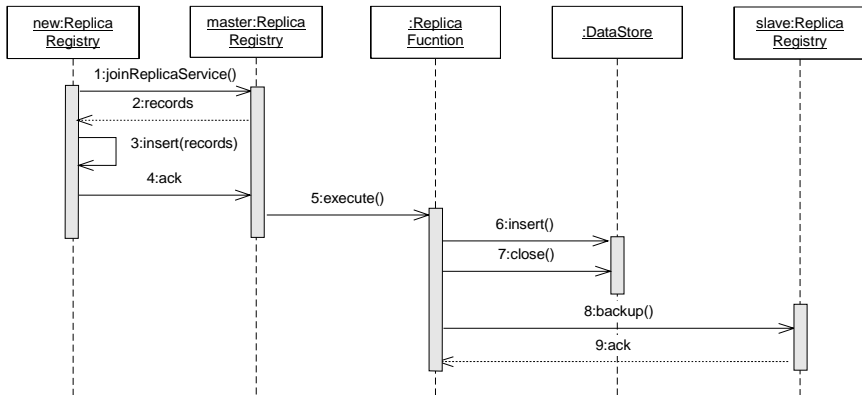 new:Replica
Registry
master:Replica
Registry
:Replica
Fucntion
:DataStore
slave:Replica
Registry
1:joinReplicaService()
2:records
3:insert(records)
4:ack
5:execute()
6:insert()
7:close()
8:backup()
9:ack